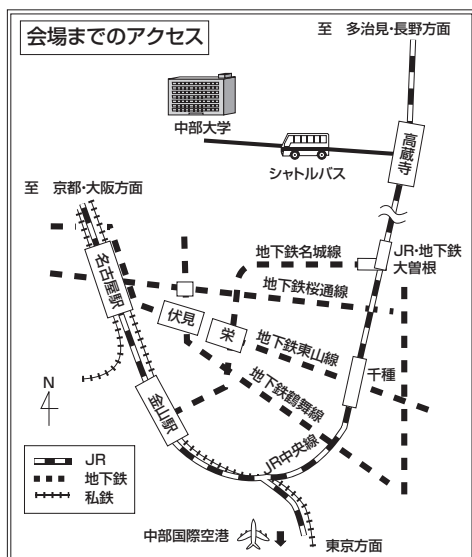 会場までのアクセス
至 多治見・長野方面
中部大学
高蔵寺
シャトルバス
至 京都・大阪方面
地下鉄名城線
JR・地下鉄
大曽根
名古屋駅
地下鉄桜通線
伏見
栄
地下鉄東山線
千種
地下鉄鶴舞線
N
金山駅
JR中央線
JR
地下鉄
私鉄
中部国際空港
東京方面